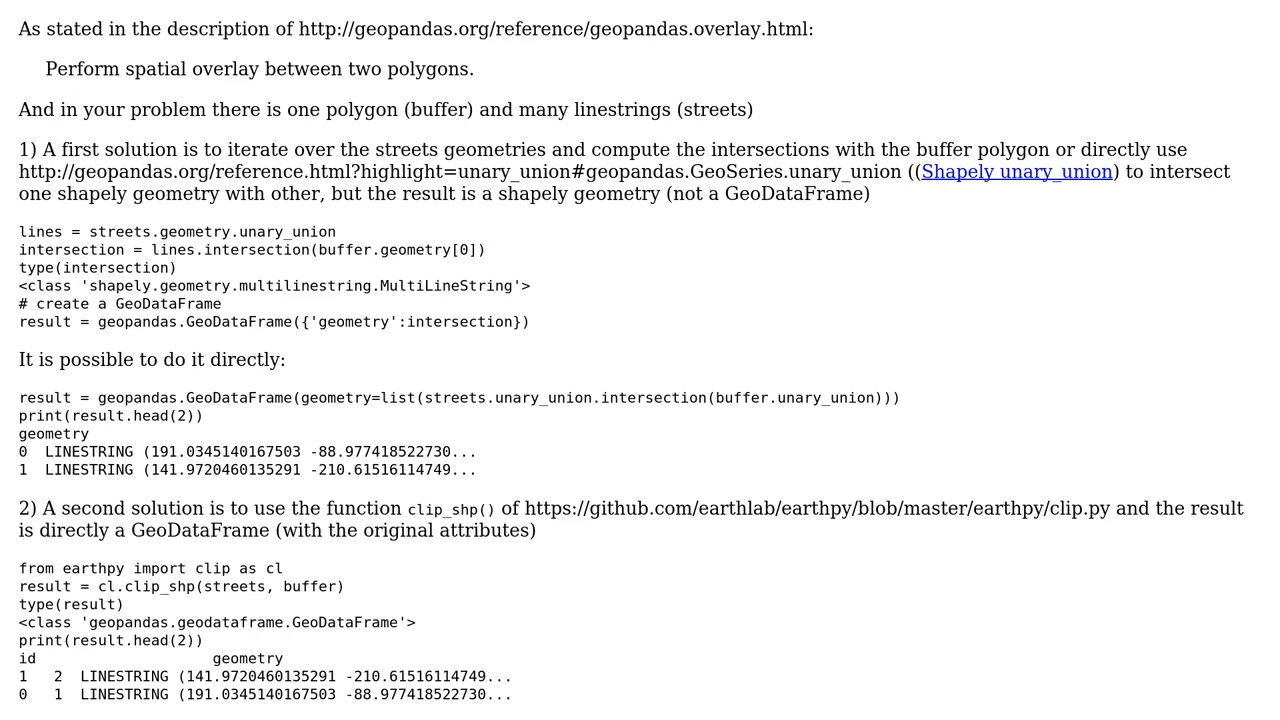 As stated in the description of http://geopandas.org/reference/geopandas.overlay.html:
Perform spatial overlay between two polygons.
And in your problem there is one polygon (buffer) and many linestrings (streets)
1) A first solution is to iterate over the streets geometries and compute the intersections with the buffer polygon or directly use
http://geopandas.org/reference.html?highlight=unary_union#geopandas.GeoSeries.unary_union ((Shapely unary_union) to intersect
one shapely geometry with other, but the result is a shapely geometry (not a GeoDataFrame)
lines = streets.geometry.unary_union
intersection = lines.intersection(buffer.geometry[0])
type(intersection)
<class 'shapely.geometry.multilinestring.MultiLineString'>
# create a GeoDataFrame
result = geopandas.GeoDataFrame({'geometry':intersection})
It is possible to do it directly:
result = geopandas.GeoDataFrame(geometry=list(streets.unary_union.intersection(buffer.unary_union)))
print(result.head(2))
geometry
0  LINESTRING (191.0345140167503 -88.977418522730...
1  LINESTRING (141.9720460135291 -210.61516114749...
2) A second solution is to use the function clip_shp() of https://github.com/earthlab/earthpy/blob/master/earthpy/clip.py and the result
is directly a GeoDataFrame (with the original attributes)
from earthpy import clip as cl
result = cl.clip_shp(streets, buffer)
type(result)
<class 'geopandas.geodataframe.GeoDataFrame'>
print(result.head(2))
id                    geometry
1   2  LINESTRING (141.9720460135291 -210.61516114749...
0   1  LINESTRING (191.0345140167503 -88.977418522730...